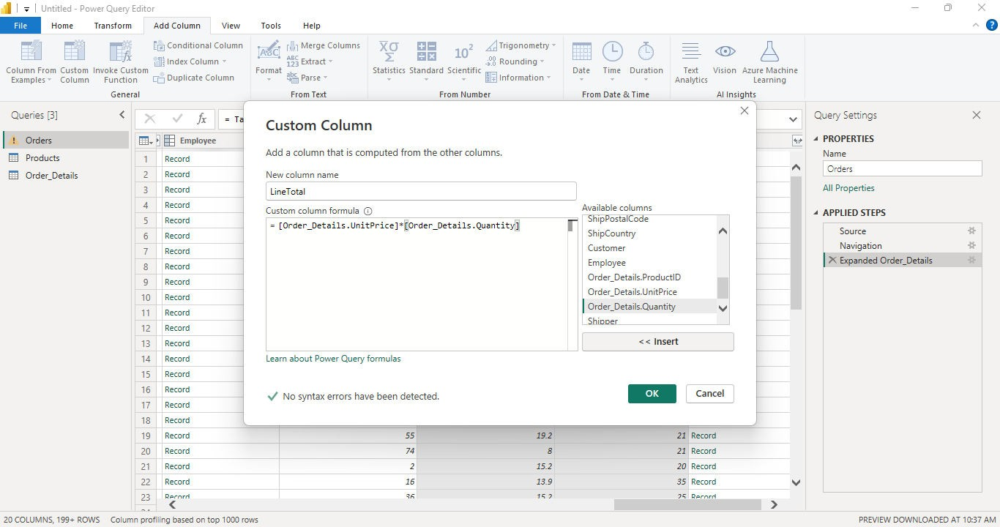 Untitled - Power Query Editor
File Home Transform Add Column View Tools Help
Column From Examples
Custom Column
Invoke Custom Function
Conditional Column
Index Column
Duplicate Column
General
Format
Merge Columns
Extract
Parse
From Text
Statistics
Standard
Scientific
Trigonometry
Rounding
Information
From Number
Date
Time
Duration
From Date & Time
Text Analytics
Vision
Azure Machine Learning
AI Insights
Queries [3]
Orders
Products
Order_Details
fx = Ta
Employee
1 Record
2 Record
3 Record
4 Record
5 Record
6 Record
7 Record
8 Record
9 Record
10 Record
11 Record
12 Record
13 Record
14 Record
15 Record
16 Record
17 Record
18 Record
19 Record 55 19.2 21 Record
20 Record 74 8 21 Record
21 Record 2 15.2 20 Record
22 Record 16 13.9 35 Record
23 Record 36 15.2 25 Record
Custom Column
Add a column that is computed from the other columns.
New column name
LineTotal
Custom column formula
= [Order_Details.UnitPrice]*[Order_Details.Quantity]
Available columns
ShipPostalCode
ShipCountry
Customer
Employee
Order_Details.ProductID
Order_Details.UnitPrice
Order_Details.Quantity
Shipper
<< Insert
Learn about Power Query formulas
No syntax errors have been detected.
OK
Cancel
Query Settings
PROPERTIES
Name
Orders
All Properties
APPLIED STEPS
Source
Navigation
Expanded Order_Details
20 COLUMNS, 199+ ROWS Column profiling based on top 1000 rows
PREVIEW DOWNLOADED AT 10:37 AM